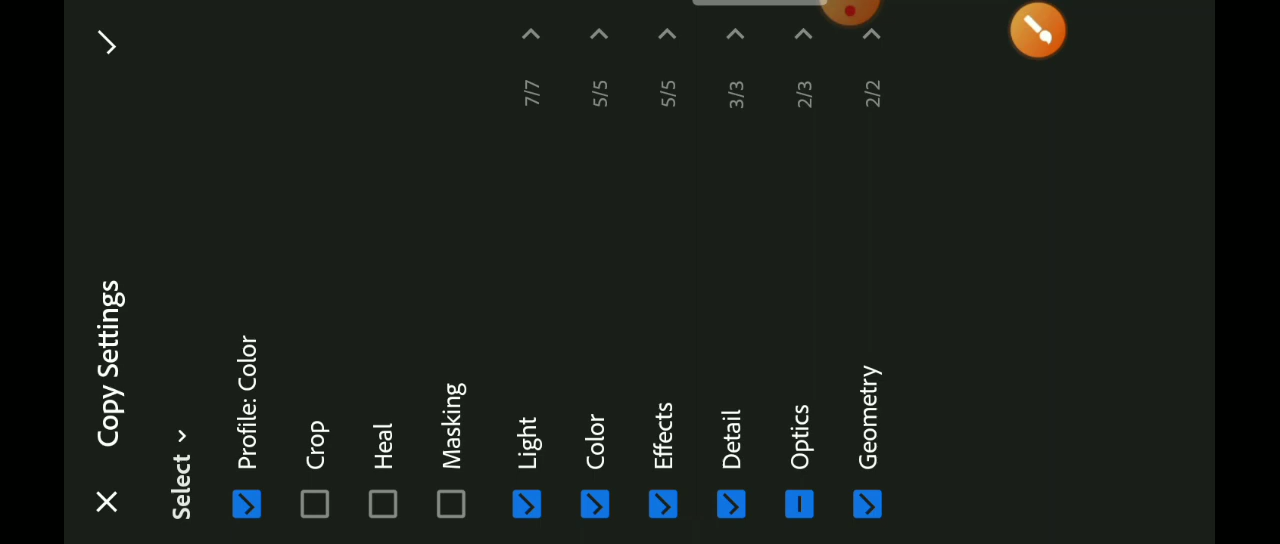 Copy Settings
Select
Profile: Color
Crop
Heal
Masking
Light 7/7
Color 5/5
Effects 5/5
Detail 3/3
Optics 2/3
Geometry 2/2